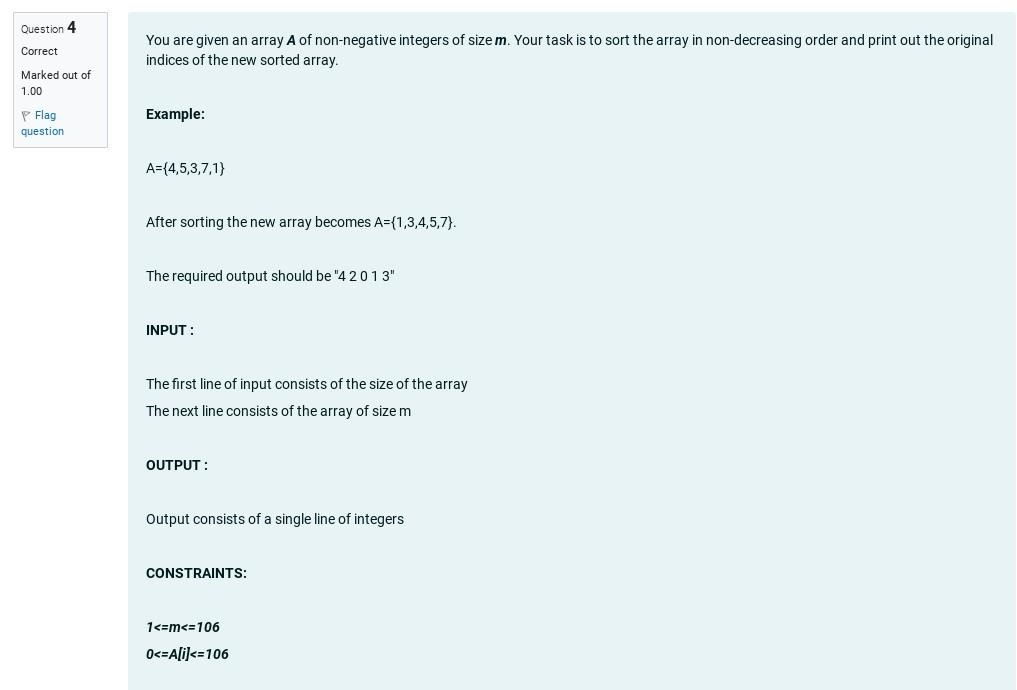 Question 4
Correct
Marked out of
1.00
Flag
question
You are given an array A of non-negative integers of size m. Your task is to sort the array in non-decreasing order and print out the original
indices of the new sorted array.
Example:
A={4,5,3,7,1}
After sorting the new array becomes A={1,3,4,5,7}.
The required output should be "4 2 0 1 3"
INPUT :
The first line of input consists of the size of the array
The next line consists of the array of size m
OUTPUT :
Output consists of a single line of integers
CONSTRAINTS:
1<=m<=106
0<=A[i]<=106